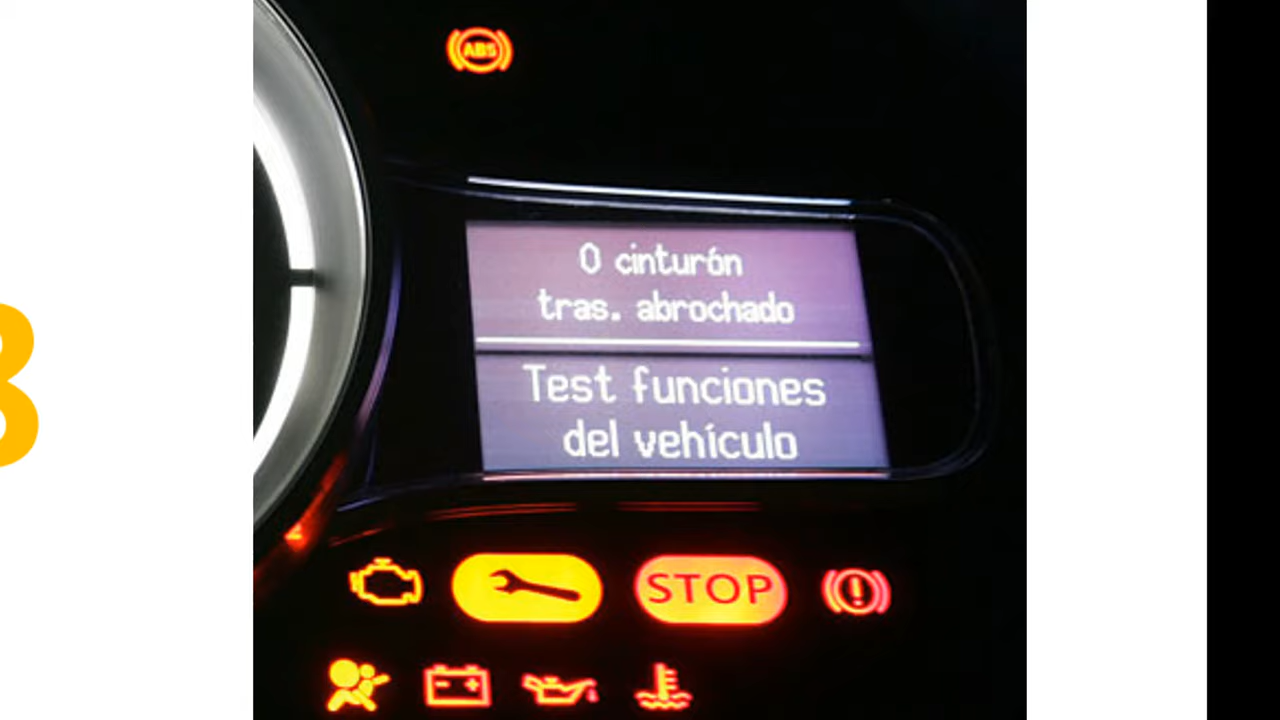 ABS
0 cinturón
tras. abrochado
Test funciones
del vehículo
STOP